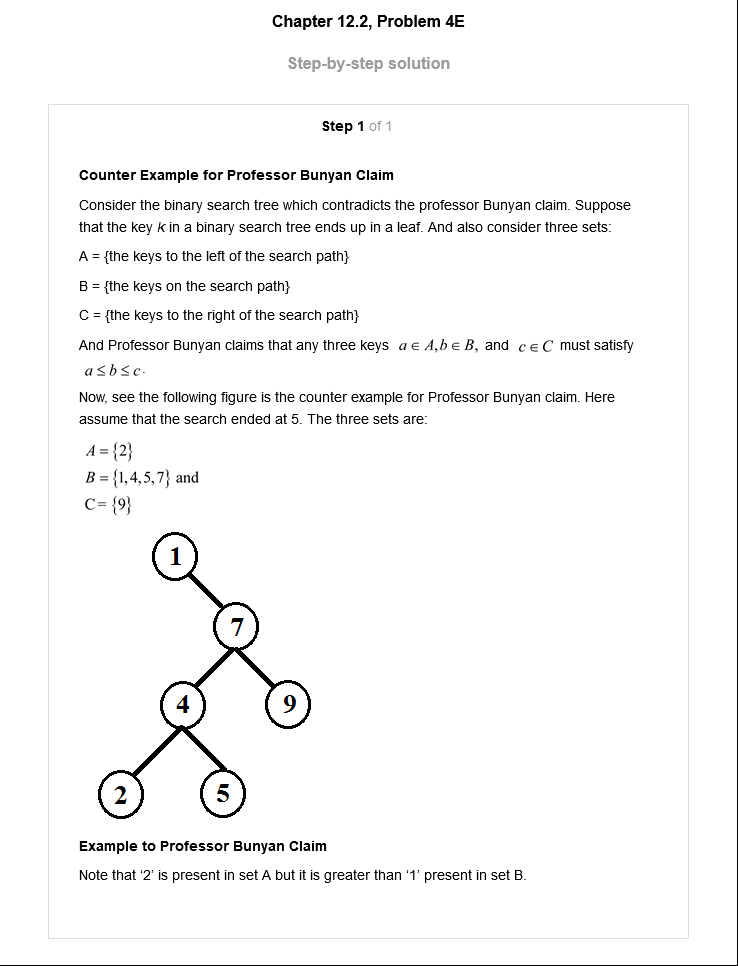 Chapter 12.2, Problem 4E
Step-by-step solution
Step 1 of 1
Counter Example for Professor Bunyan Claim
Consider the binary search tree which contradicts the professor Bunyan claim. Suppose
that the key k in a binary search tree ends up in a leaf. And also consider three sets:
A = {the keys to the left of the search path}
B = {the keys on the search path}
C = {the keys to the right of the search path}
And Professor Bunyan claims that any three keys a ∈ A, b ∈ B, and c ∈ C must satisfy
a ≤ b ≤ c.
Now, see the following figure is the counter example for Professor Bunyan claim. Here
assume that the search ended at 5. The three sets are:
A = {2}
B = {1,4,5,7} and
C= {9}
1
7
4 9
2 5
Example to Professor Bunyan Claim
Note that ‘2’ is present in set A but it is greater than ‘1’ present in set B.